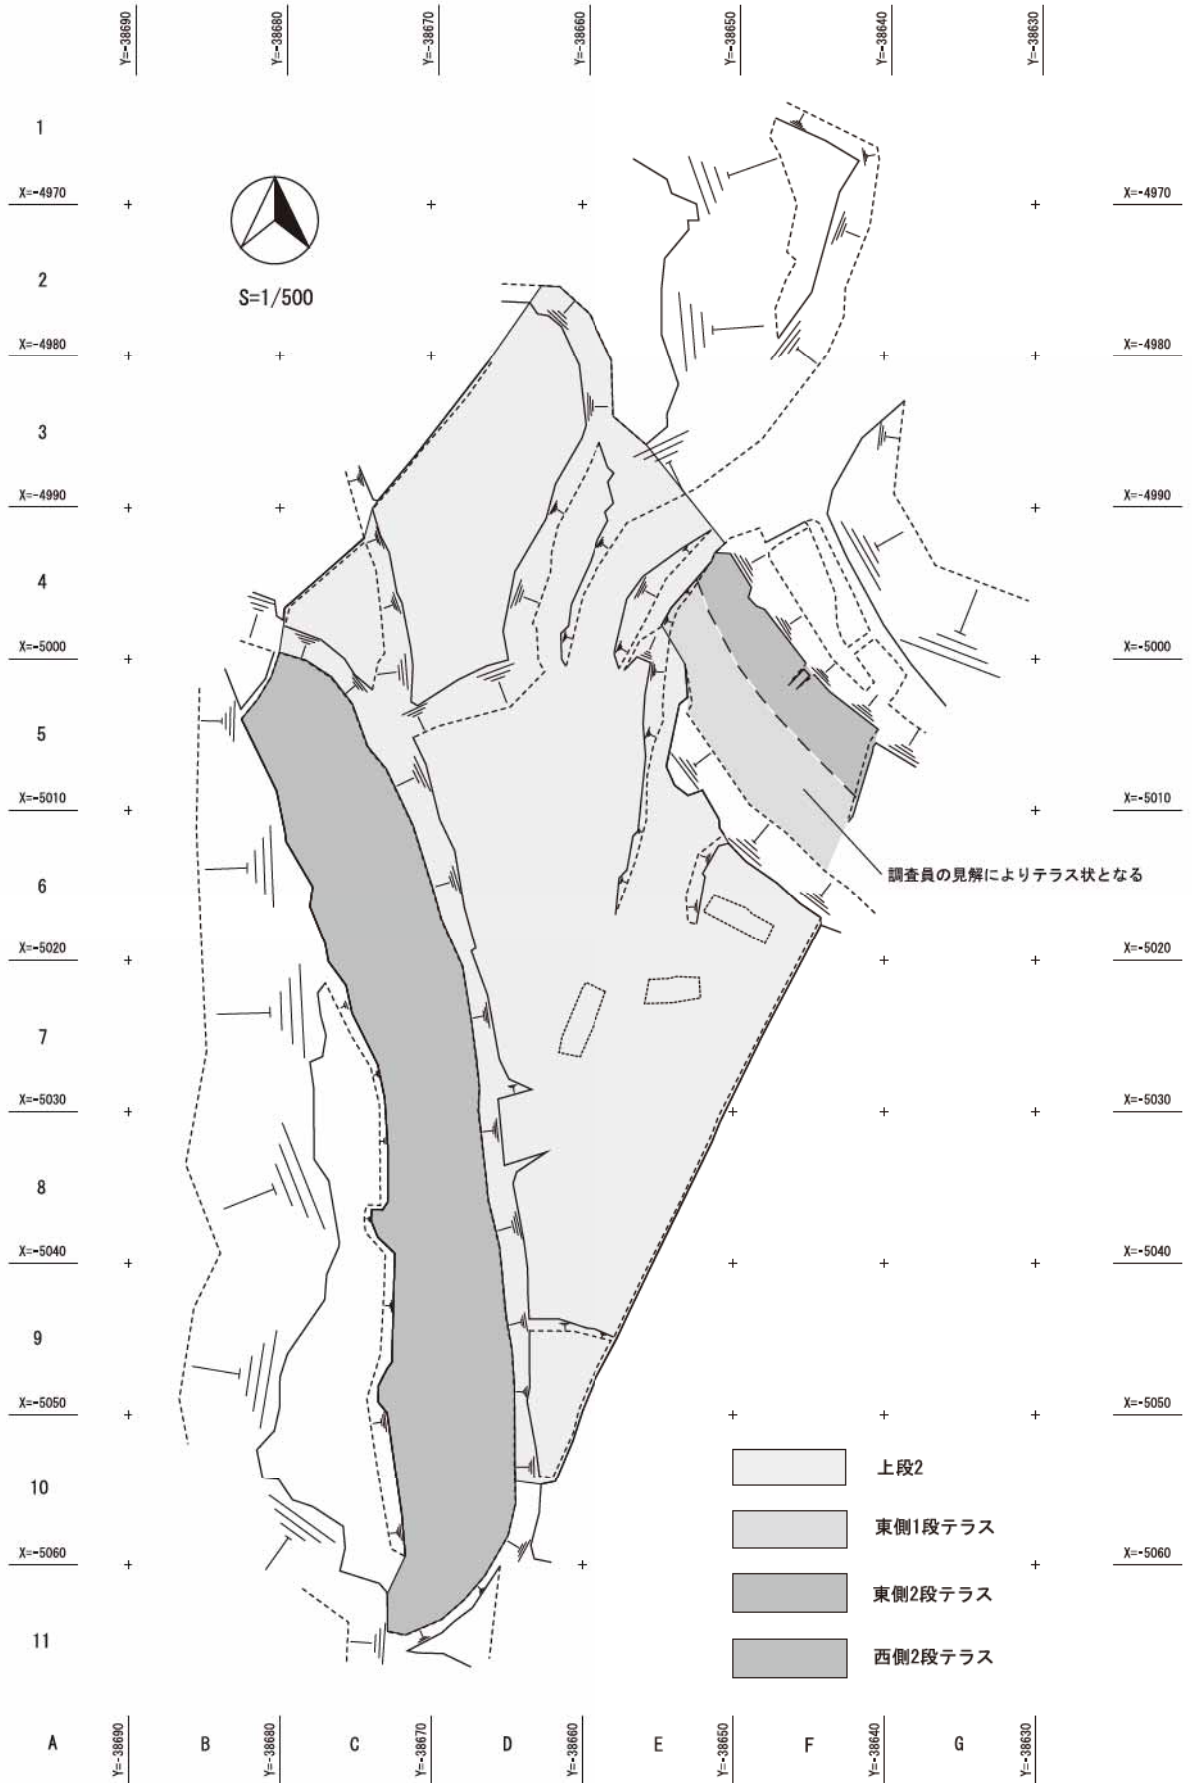 Y=-38690
Y=-38680
Y=-38670
Y=-38660
Y=-38650
Y=-38640
Y=-38630
1
X=-4970
X=-4970
2
S=1/500
X=-4980
X=-4980
3
X=-4990
X=-4990
4
X=-5000
X=-5000
5
X=-5010
X=-5010
6
調査員の見解によりテラス状となる
X=-5020
X=-5020
7
X=-5030
X=-5030
8
X=-5040
X=-5040
9
X=-5050
X=-5050
上段2
10
東側1段テラス
X=-5060
X=-5060
東側2段テラス
11
西側2段テラス
A
Y=-38690
B
Y=-38680
C
Y=-38670
D
Y=-38660
E
Y=-38650
F
Y=-38640
G
Y=-38630